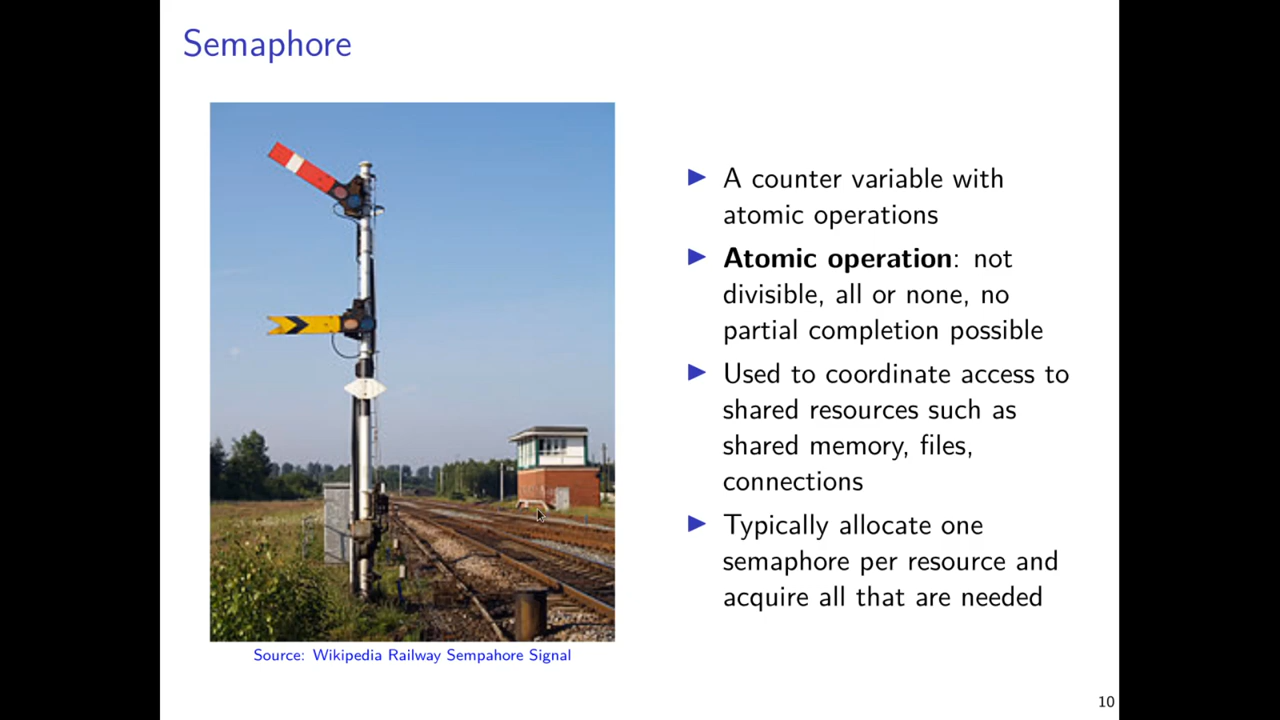 Semaphore
▶ A counter variable with
atomic operations
▶ Atomic operation: not
divisible, all or none, no
partial completion possible
▶ Used to coordinate access to
shared resources such as
shared memory, files,
connections
▶ Typically allocate one
semaphore per resource and
acquire all that are needed
Source: Wikipedia Railway Sempahore Signal
10